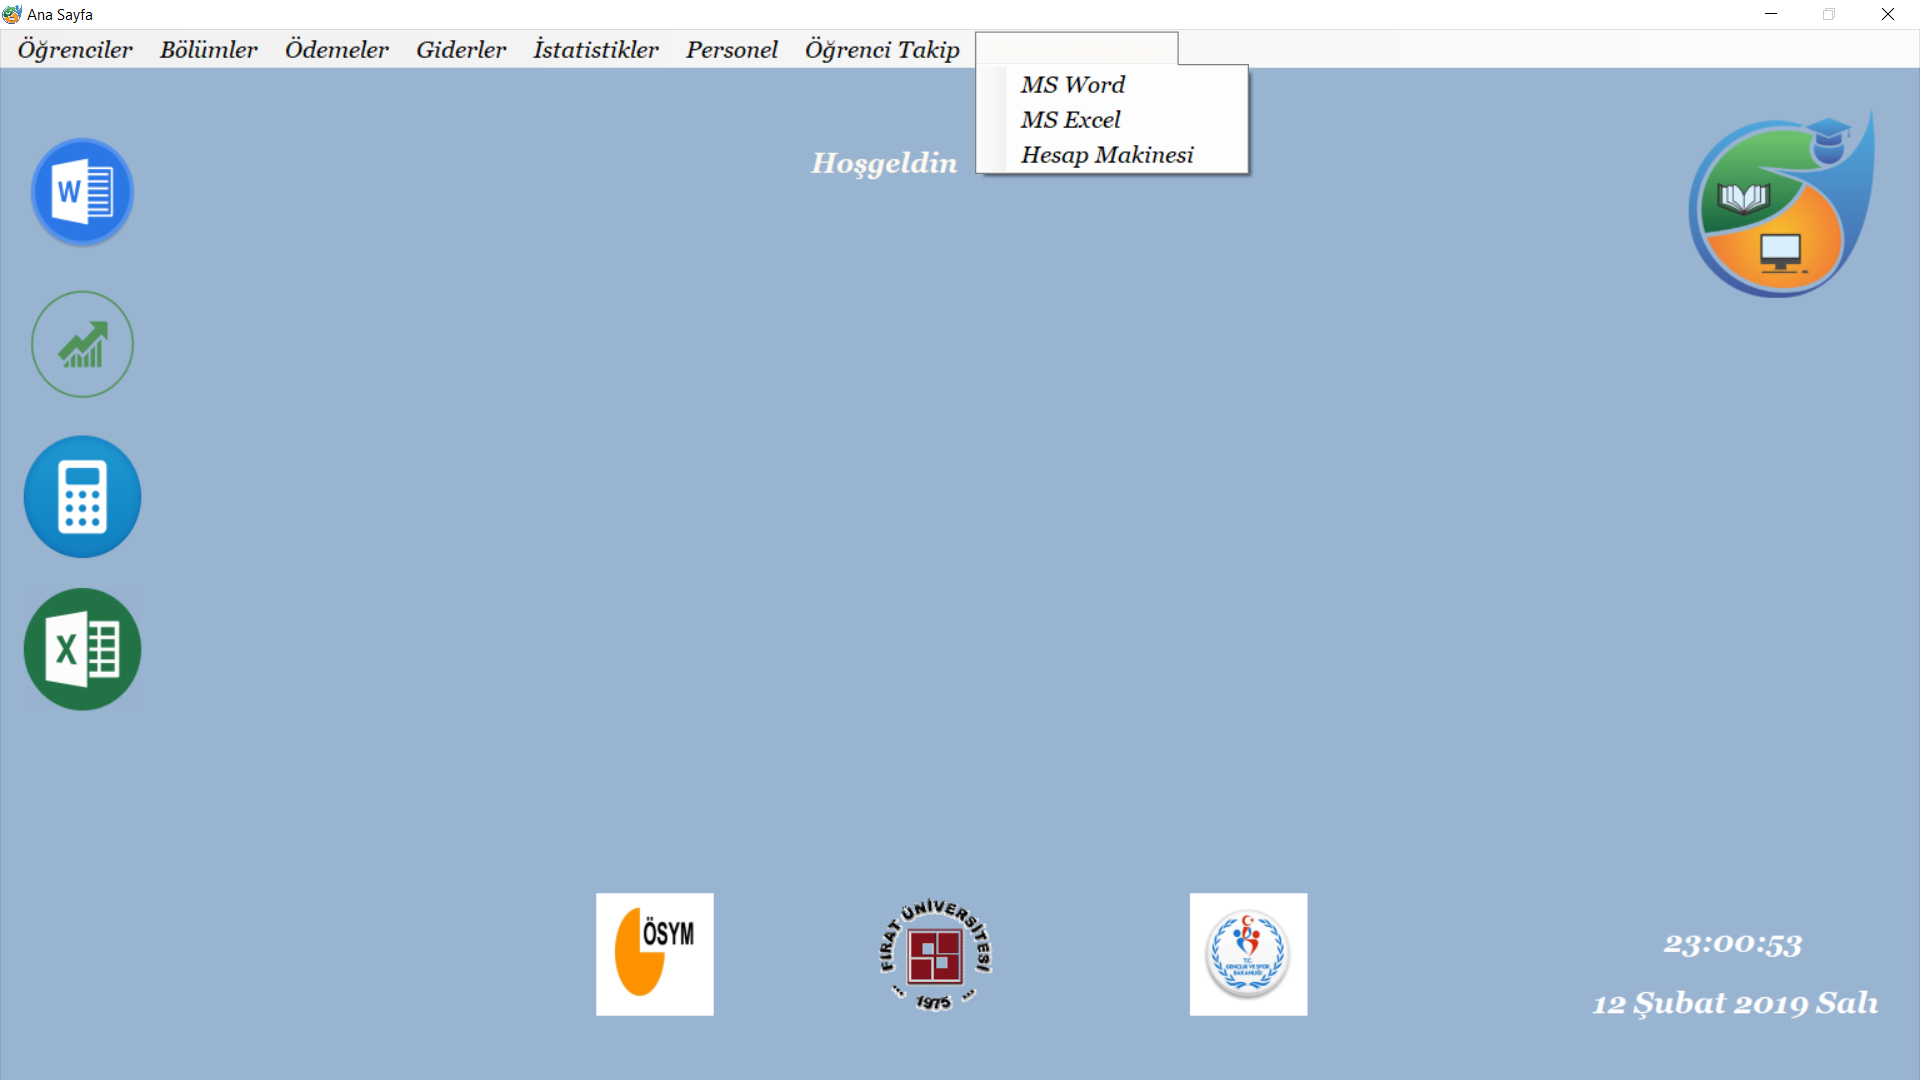 Ana Sayfa
Öğrenciler Bölümler Ödemeler Giderler İstatistikler Personel Öğrenci Takip
MS Word
MS Excel
Hesap Makinesi
Hoşgeldin
W
X
ÖSYM
FIRAT ÜNİVERSİTESİ
1975
T.C.
GENÇLİK VE SPOR
BAKANLIĞI
23:00:53
12 Şubat 2019 Salı